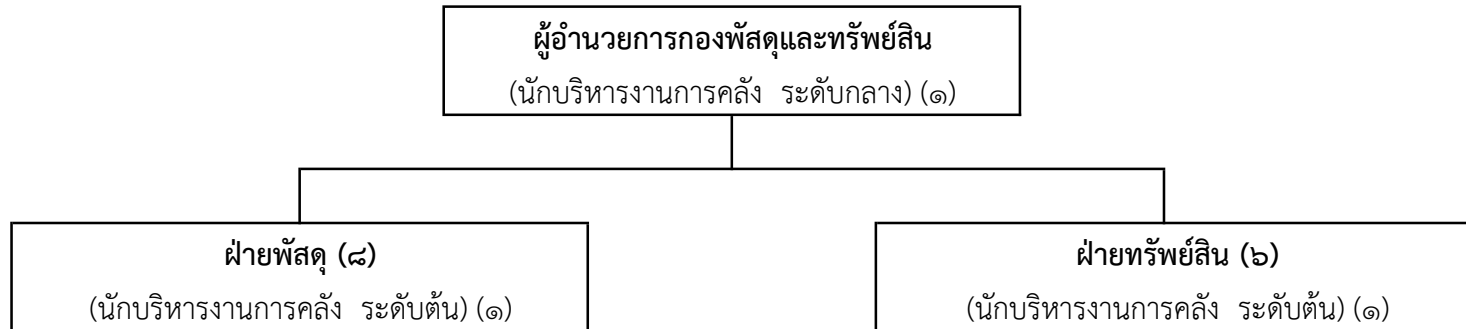 ผู้อำนวยการกองพัสดุและทรัพย์สิน
(นักบริหารงานการคลัง ระดับกลาง) (๑)
ฝ่ายพัสดุ (๘)
(นักบริหารงานการคลัง ระดับต้น) (๑)
ฝ่ายทรัพย์สิน (๖)
(นักบริหารงานการคลัง ระดับต้น) (๑)